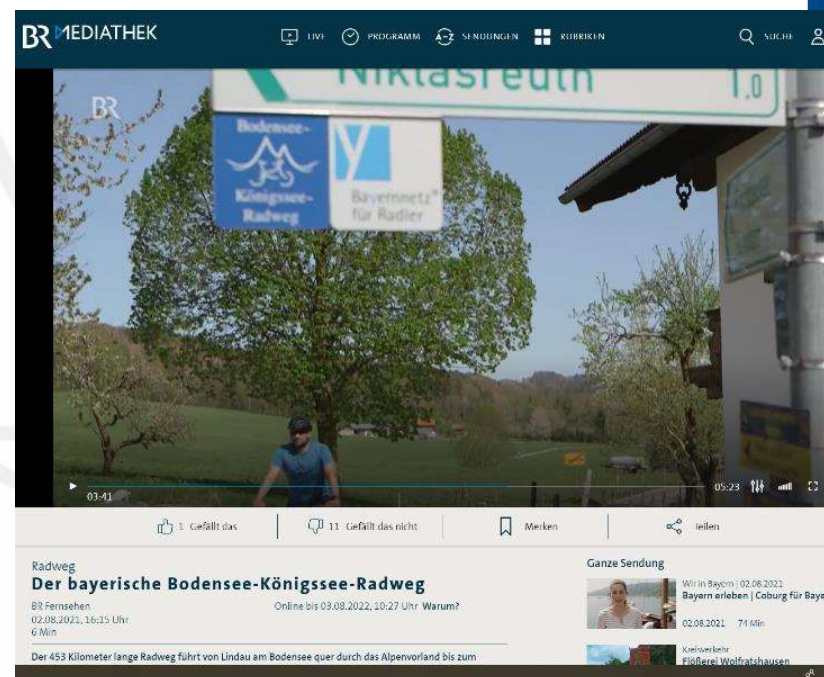 BR MEDIATHEK
LIVE PROGRAMM A-Z SENDUNGEN RUBRIKEN SUCHE
Niklasreuth 1,0
BR
Bodensee-
Königssee-
Radweg
Bayernnetz
für Radler
03:41
05:23
1 Gefällt das 11 Gefällt das nicht Merken Teilen
Radweg
Der bayerische Bodensee-Königssee-Radweg
BR Fernsehen
02.08.2021, 16:15 Uhr
6 Min
Online bis 03.08.2022, 10:27 Uhr Warum?
Der 453 Kilometer lange Radweg führt von Lindau am Bodensee quer durch das Alpenvorland bis zum
Ganze Sendung
Wir in Bayern | 02.08.2021
Bayern erleben | Coburg für Baye
02.08.2021 74 Min
Kreisverkehr
Flößerei Wolfratshausen